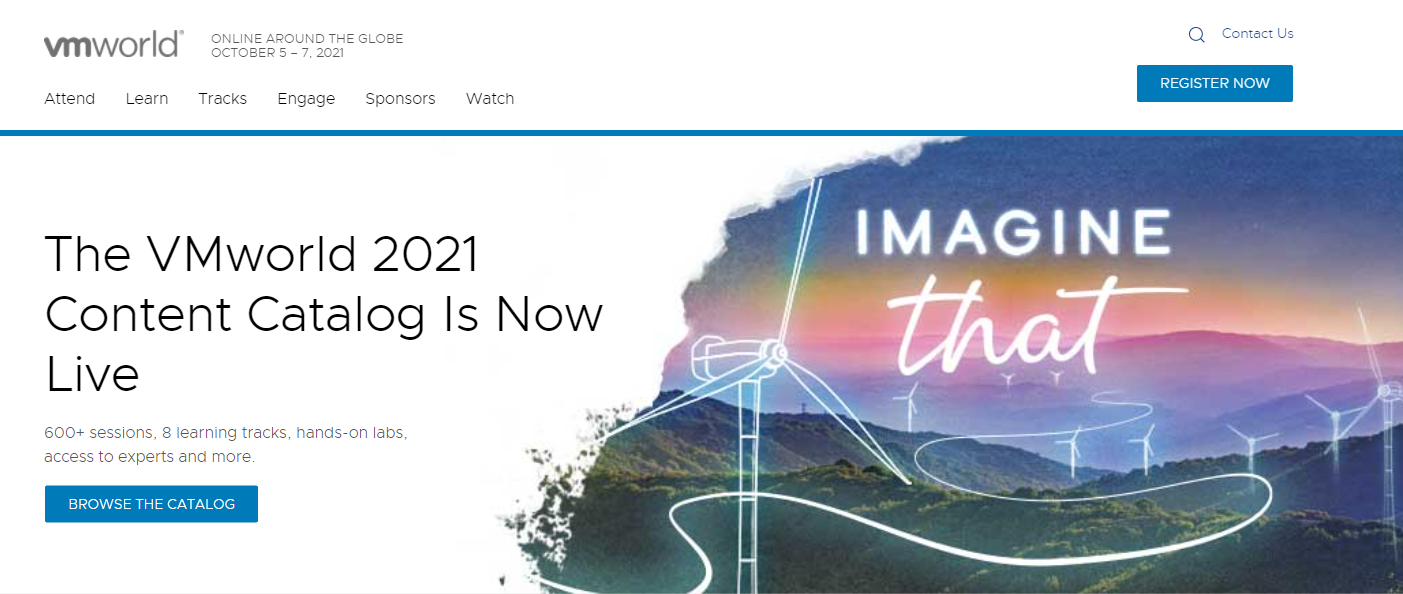 vmworld®
ONLINE AROUND THE GLOBE
OCTOBER 5 – 7, 2021
Contact Us
REGISTER NOW
Attend Learn Tracks Engage Sponsors Watch
The VMworld 2021
Content Catalog Is Now
Live
600+ sessions, 8 learning tracks, hands-on labs,
access to experts and more.
BROWSE THE CATALOG
IMAGINE
that